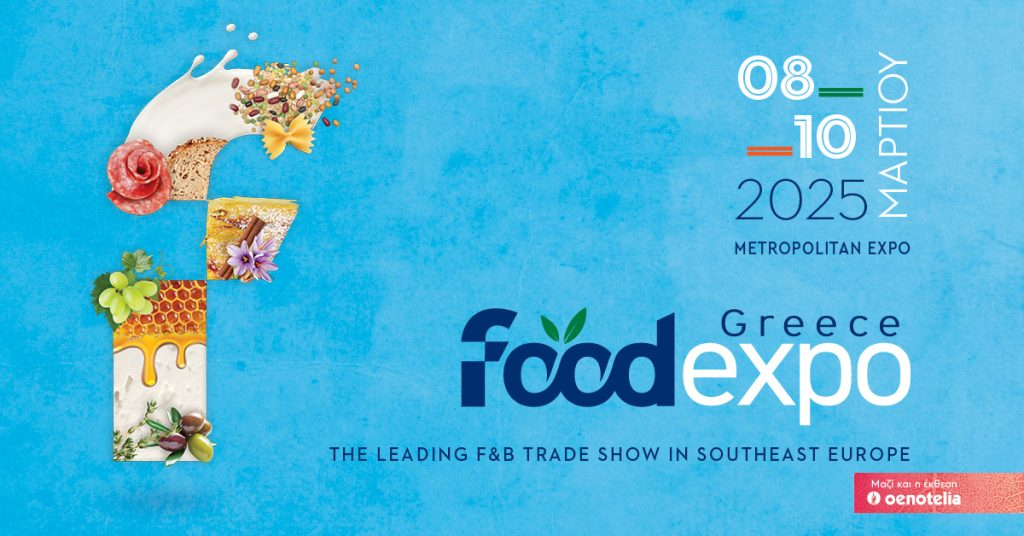 08
10
2025
ΜΑΡΤΙΟΥ
METROPOLITAN EXPO
Greece
foodexpo
THE LEADING F&B TRADE SHOW IN SOUTHEAST EUROPE
Μαζί και η έκθεση
oenotelia